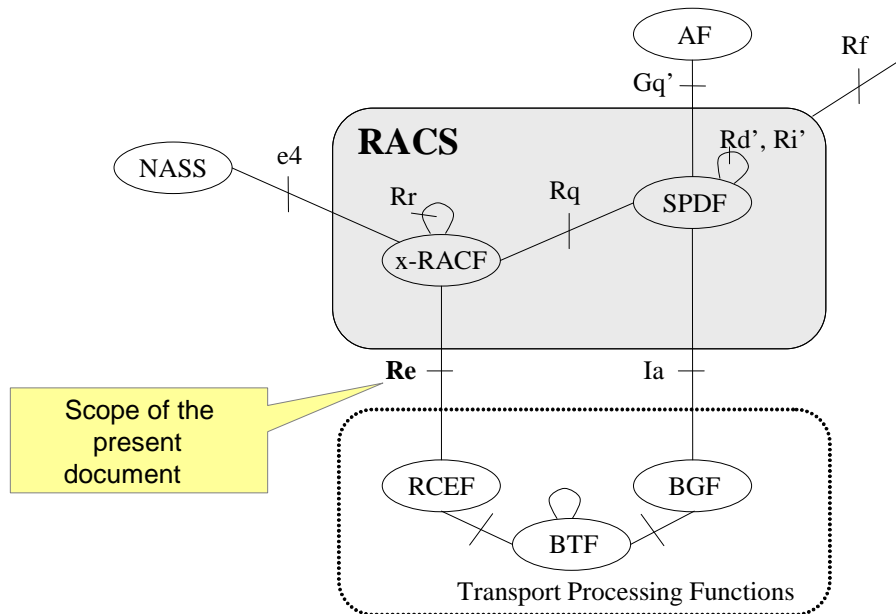 AF
Rf
Gq’
RACS
Rd’, Ri’
e4
NASS
Rr
Rq
SPDF
x-RACF
Re
Ia
Scope of the
present
document
RCEF
BGF
BTF
Transport Processing Functions